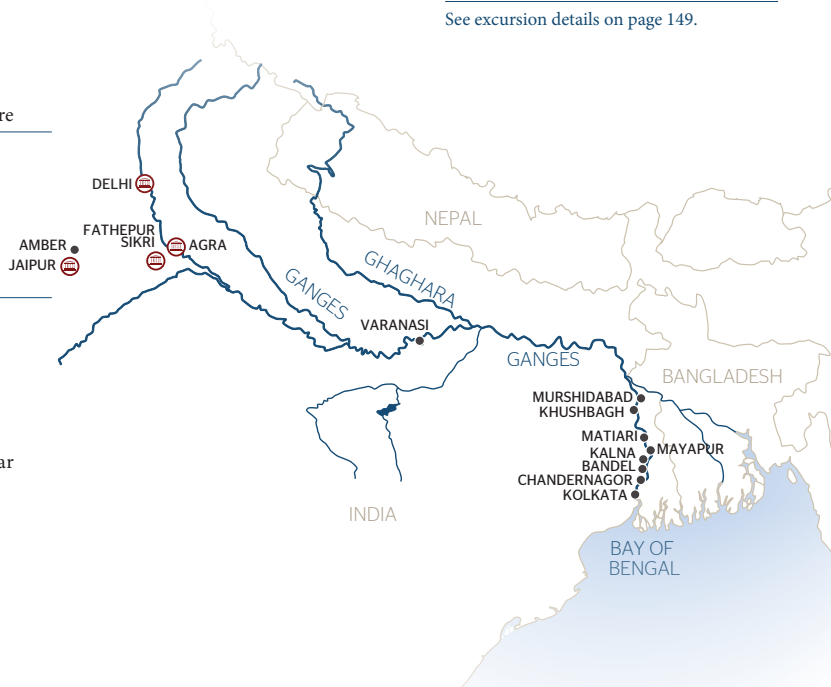 See excursion details on page 149.
re
DELHI
NEPAL
FATHEPUR
SIKRI
AMBER
AGRA
JAIPUR
GHAGHARA
GANGES
VARANASI
GANGES
BANGLADESH
MURSHIDABAD
KHUSHBAGH
MATIARI
MAYAPUR
KALNA
BANDEL
CHANDERNAGOR
KOLKATA
ar
INDIA
BAY OF
BENGAL